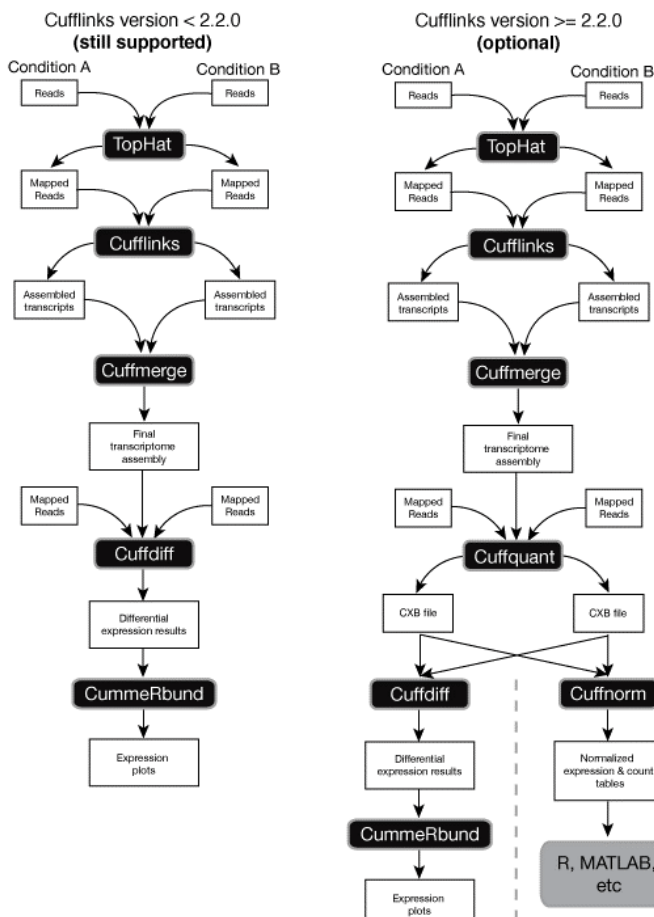 Cufflinks version < 2.2.0
(still supported)
Condition A
Condition B
Reads
Reads
TopHat
Mapped
Reads
Mapped
Reads
Cufflinks
Assembled
transcripts
Assembled
transcripts
Cuffmerge
Final
transcriptome
assembly
Mapped
Reads
Mapped
Reads
Cuffdiff
Differential
expression results
CummeRbund
Expression
plots
Cufflinks version >= 2.2.0
(optional)
Condition A
Condition B
Reads
Reads
TopHat
Mapped
Reads
Mapped
Reads
Cufflinks
Assembled
transcripts
Assembled
transcripts
Cuffmerge
Final
transcriptome
assembly
Mapped
Reads
Mapped
Reads
Cuffquant
CXB file
CXB file
Cuffdiff
Differential
expression results
CummeRbund
Expression
plots
Cuffnorm
Normalized
expression & count
tables
R, MATLAB,
etc